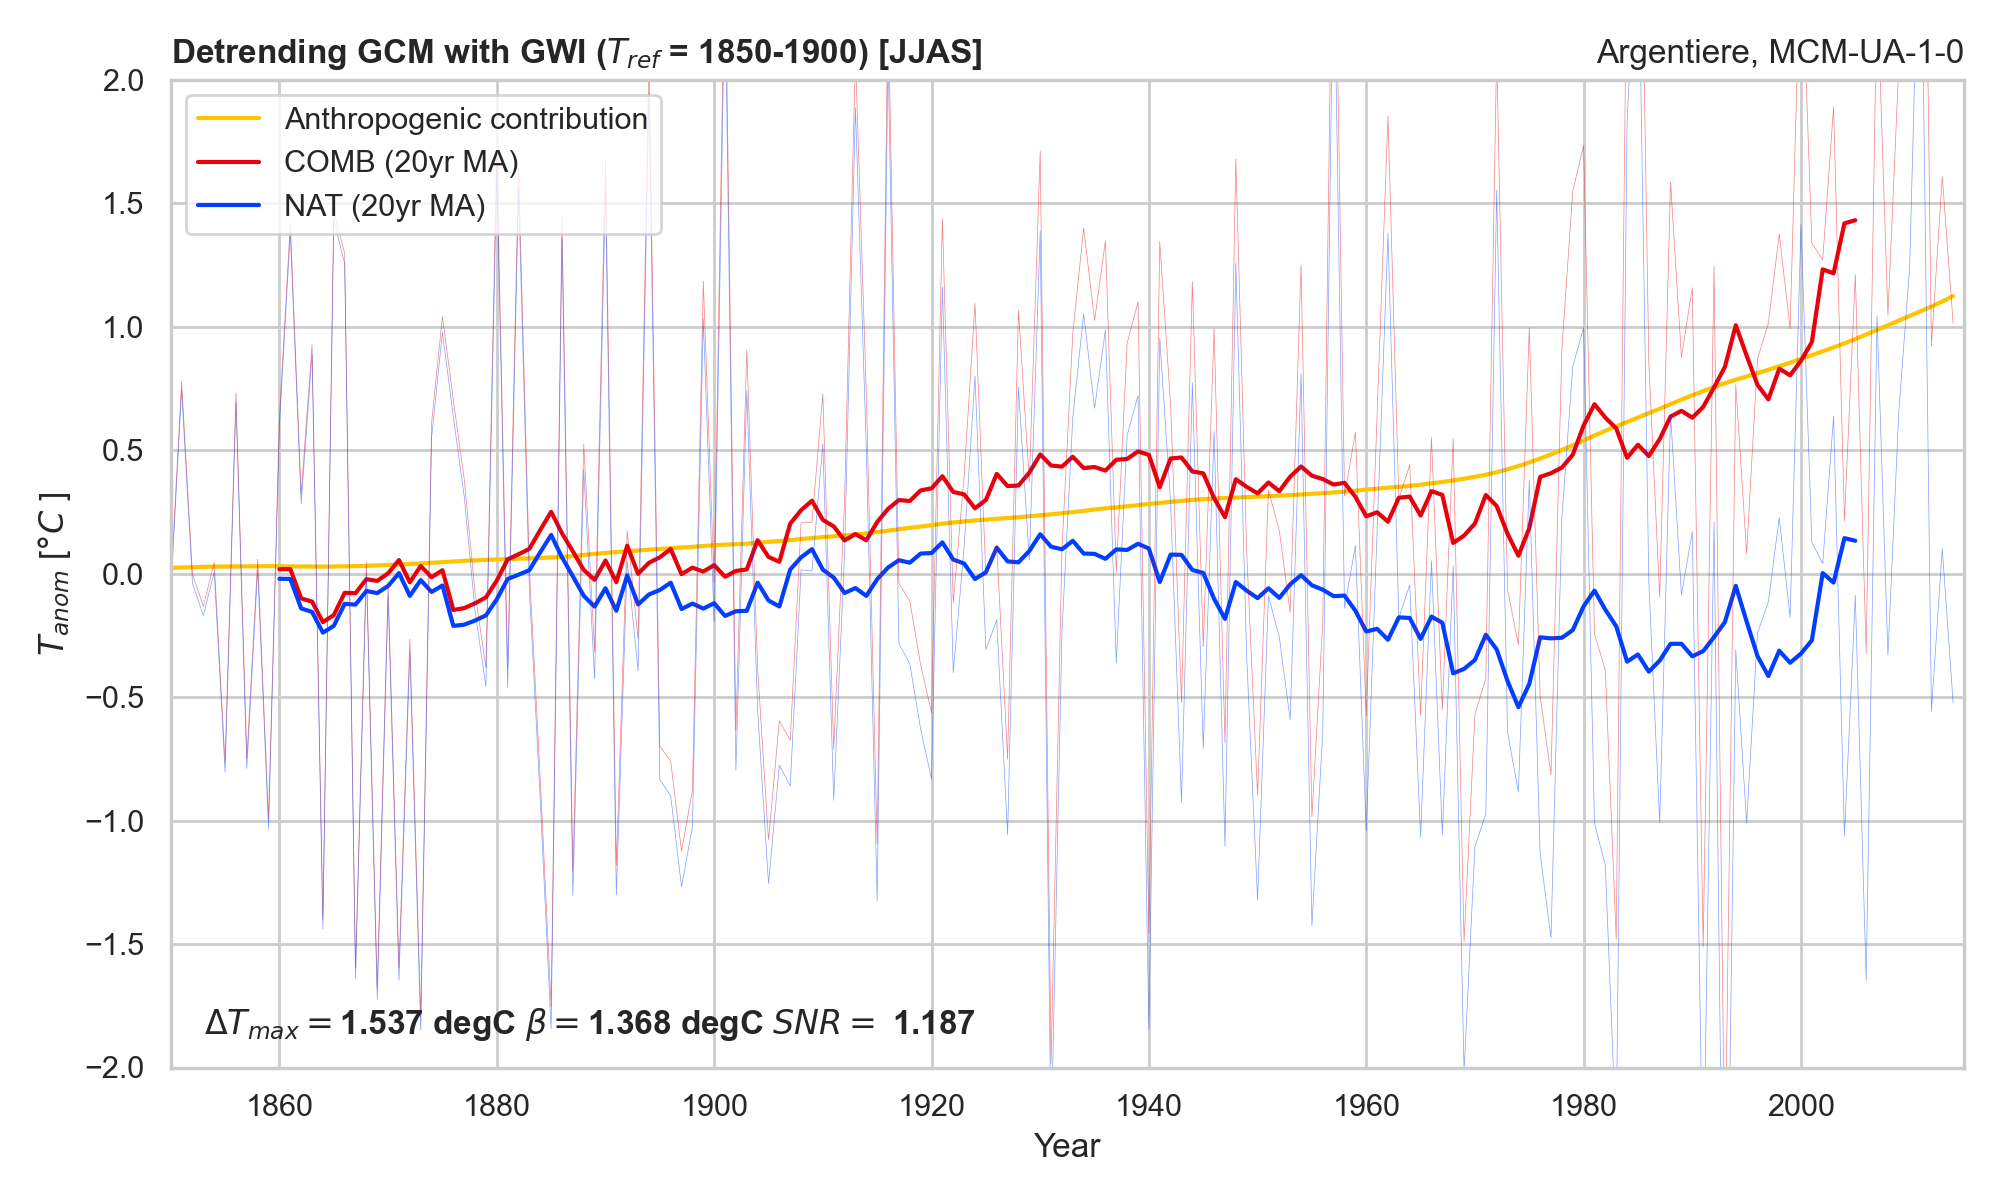 Detrending GCM with GWI (T_ref = 1850-1900) [JJAS]
Argentiere, MCM-UA-1-0
2.0
1.5
1.0
0.5
0.0
−0.5
−1.0
−1.5
−2.0
T_anom [°C]
Anthropogenic contribution
COMB (20yr MA)
NAT (20yr MA)
ΔT_max = 1.537 degC β = 1.368 degC SNR = 1.187
1860 1880 1900 1920 1940 1960 1980 2000
Year